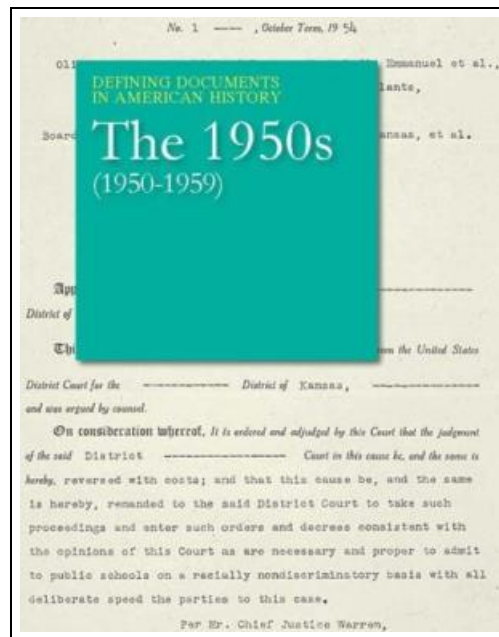 No. 1 ----, October Term, 19 54
Oli Emmanuel et al.,
lants,
Board ansas, et al.
DEFINING DOCUMENTS
IN AMERICAN HISTORY
The 1950s
(1950-1959)
App
District of
Thi om the United States
District Court for the ---------------- District of Kansas, ----------------
and was argued by counsel.
On consideration whereof, It is ordered and adjudged by this Court that the judgment
of the said District ---------------- Court in this cause be, and the same is
hereby, reversed with costs; and that this cause be, and the same
is hereby, remanded to the said District Court to take such
proceedings and enter such orders and decrees consistent with
the opinions of this Court as are necessary and proper to admit
to public schools on a racially nondiscriminatory basis with all
deliberate speed the parties to this case.
Per Mr. Chief Justice Warren,